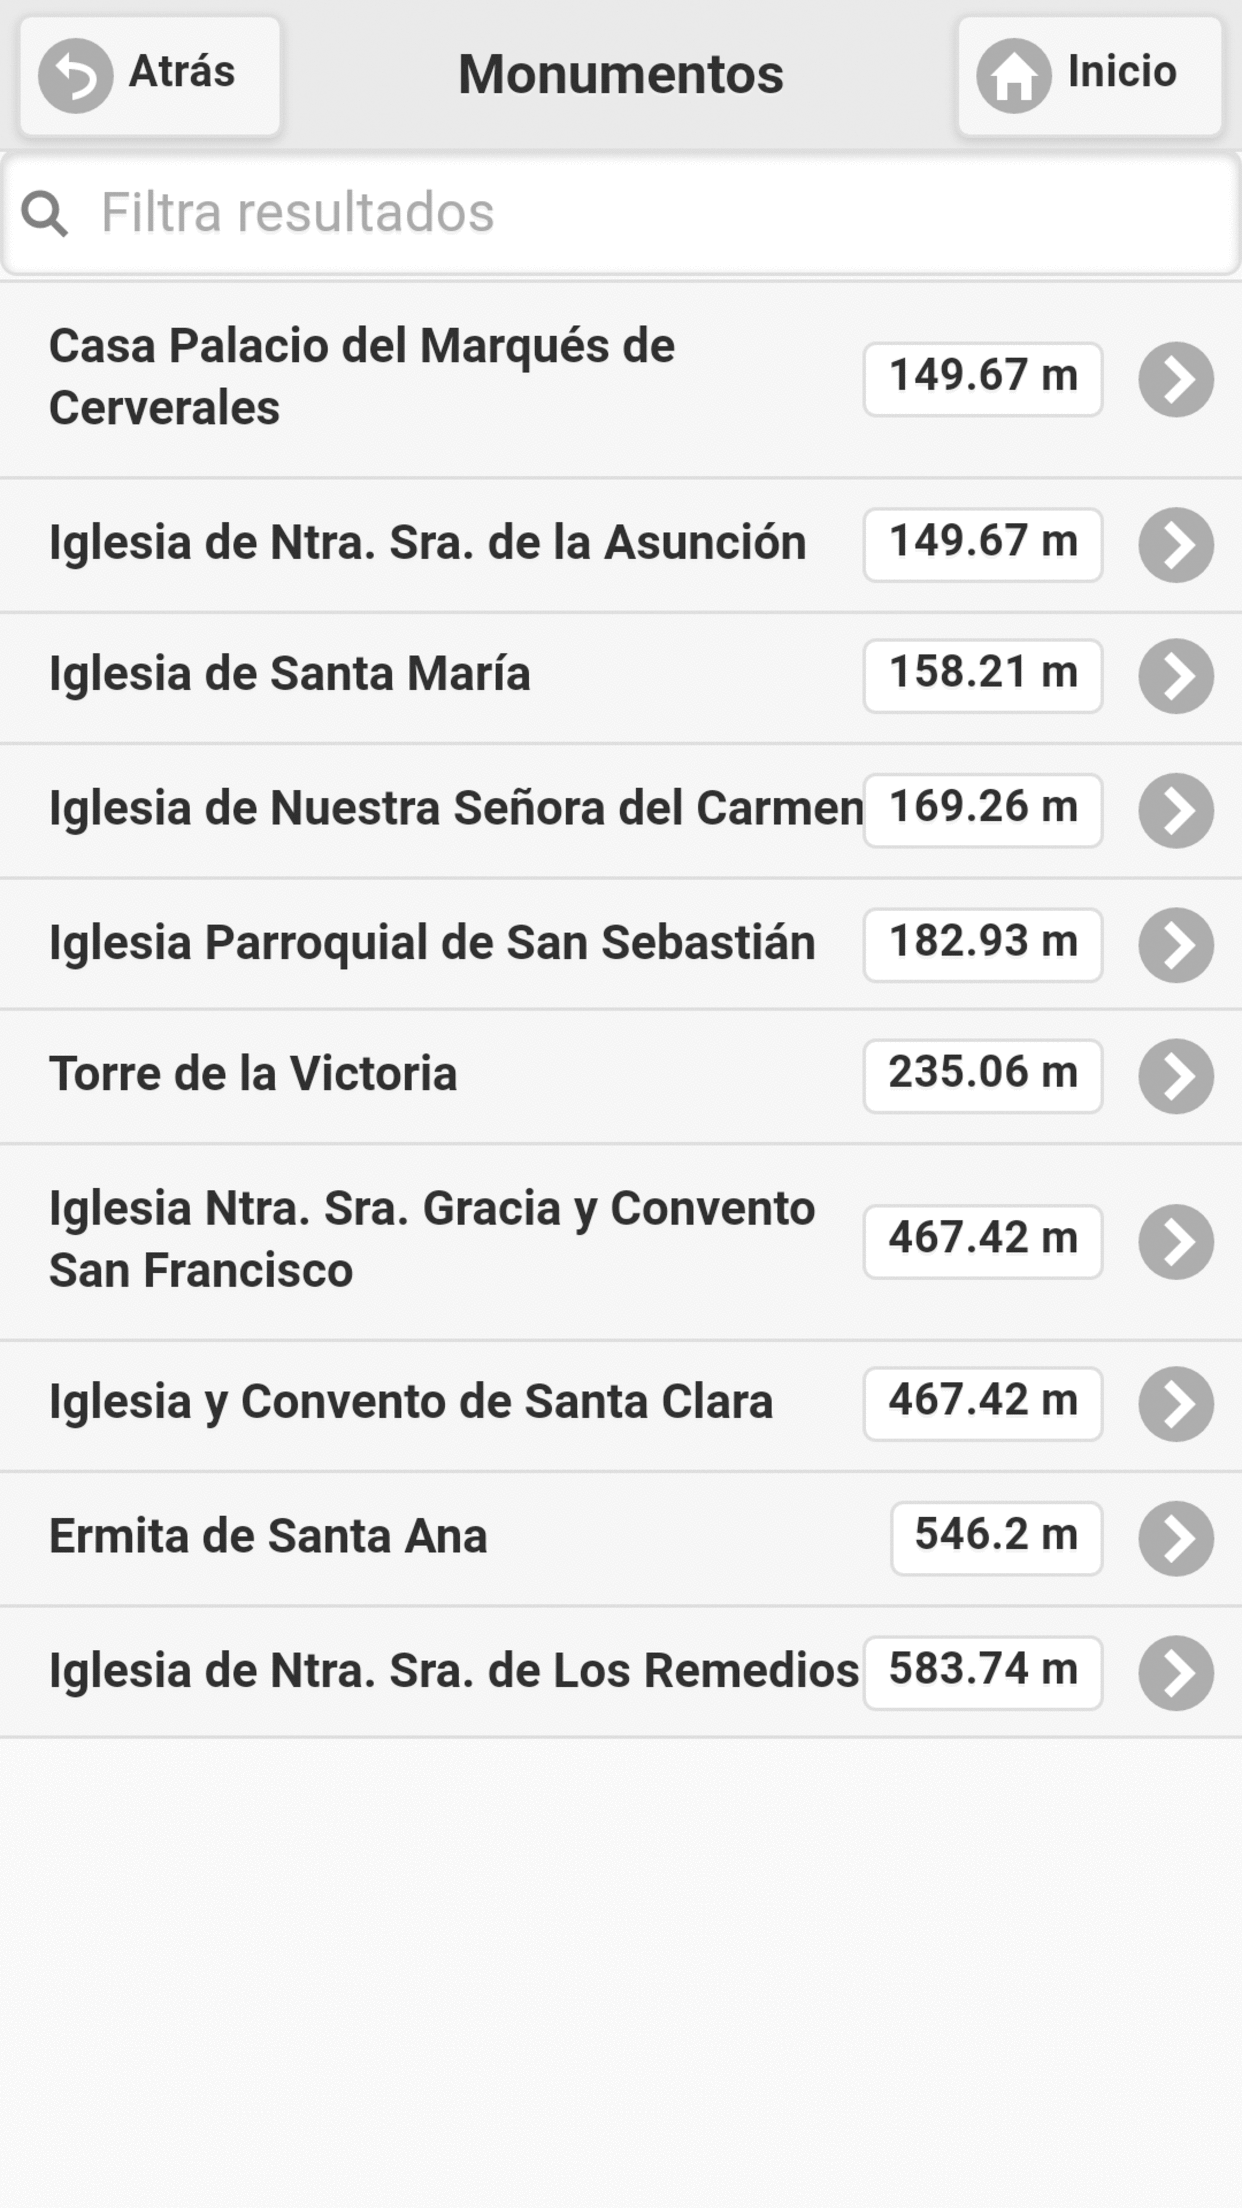 Atrás
Monumentos
Inicio
Filtra resultados
Casa Palacio del Marqués de
Cerverales
149.67 m
Iglesia de Ntra. Sra. de la Asunción
149.67 m
Iglesia de Santa María
158.21 m
Iglesia de Nuestra Señora del Carmen
169.26 m
Iglesia Parroquial de San Sebastián
182.93 m
Torre de la Victoria
235.06 m
Iglesia Ntra. Sra. Gracia y Convento
San Francisco
467.42 m
Iglesia y Convento de Santa Clara
467.42 m
Ermita de Santa Ana
546.2 m
Iglesia de Ntra. Sra. de Los Remedios
583.74 m